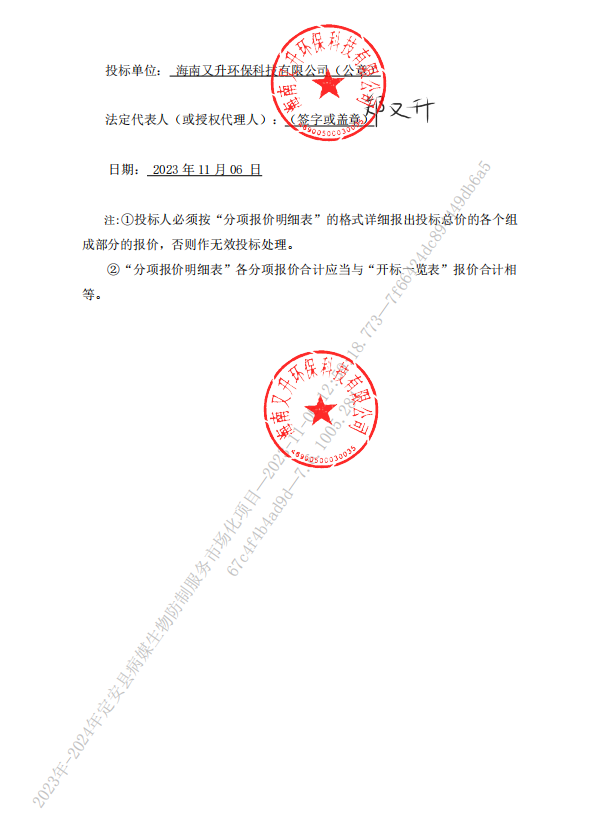 投标单位： 海南又升环保科技有限公司（公章）
法定代表人（或授权代理人）：（签字或盖章） 邓又升
日期： 2023 年 11 月 06 日
注:①投标人必须按“分项报价明细表”的格式详细报出投标总价的各个组
成部分的报价，否则作无效投标处理。
②“分项报价明细表”各分项报价合计应当与“开标一览表”报价合计相
等。
海南又升环保科技有限公司
46900500030035
海南又升环保科技有限公司
46900500030035
2023年-2024年定安县病媒生物防制服务市场化项目
67c4f4b4ad9d